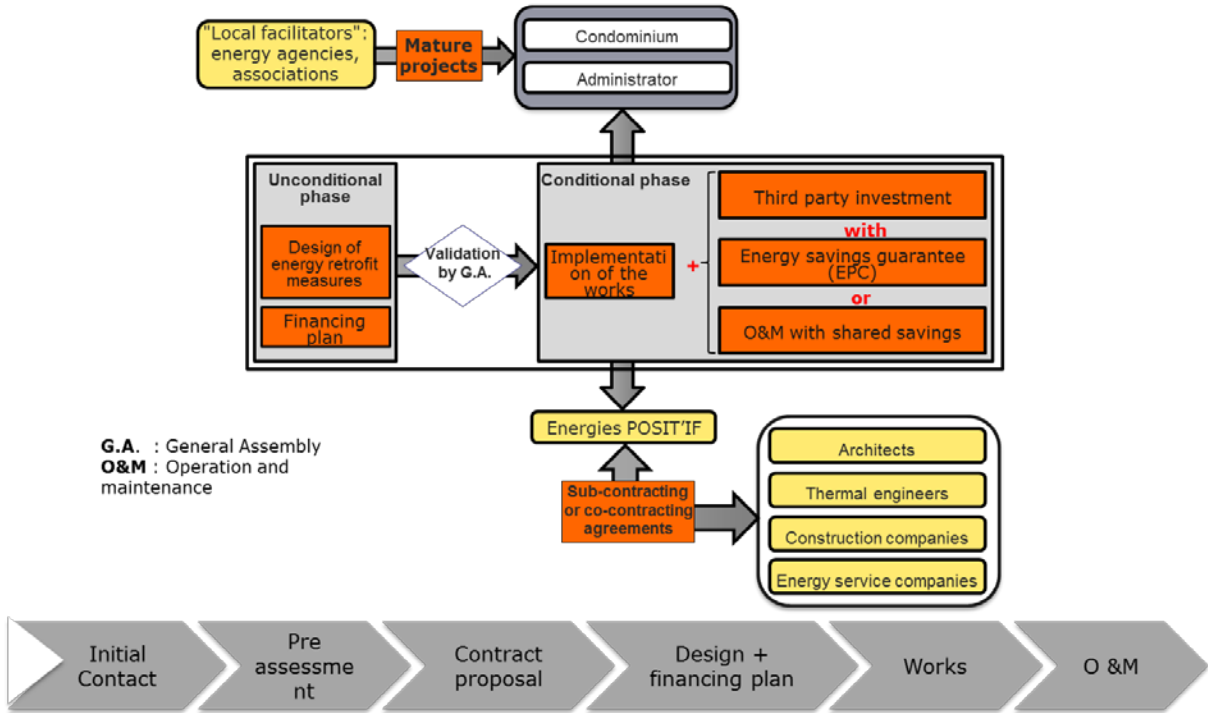 "Local facilitators":
energy agencies,
associations
Mature
projects
Condominium
Administrator
Unconditional
phase
Design of
energy retrofit
measures
Financing
plan
Validation
by G.A.
Conditional phase
Implementati
on of the
works
+
Third party investment
with
Energy savings guarantee
(EPC)
or
O&M with shared savings
Energies POSIT'IF
G.A. : General Assembly
O&M : Operation and
maintenance
Sub-contracting
or co-contracting
agreements
Architects
Thermal engineers
Construction companies
Energy service companies
Initial
Contact
Pre
assessme
nt
Contract
proposal
Design +
financing plan
Works
O &M